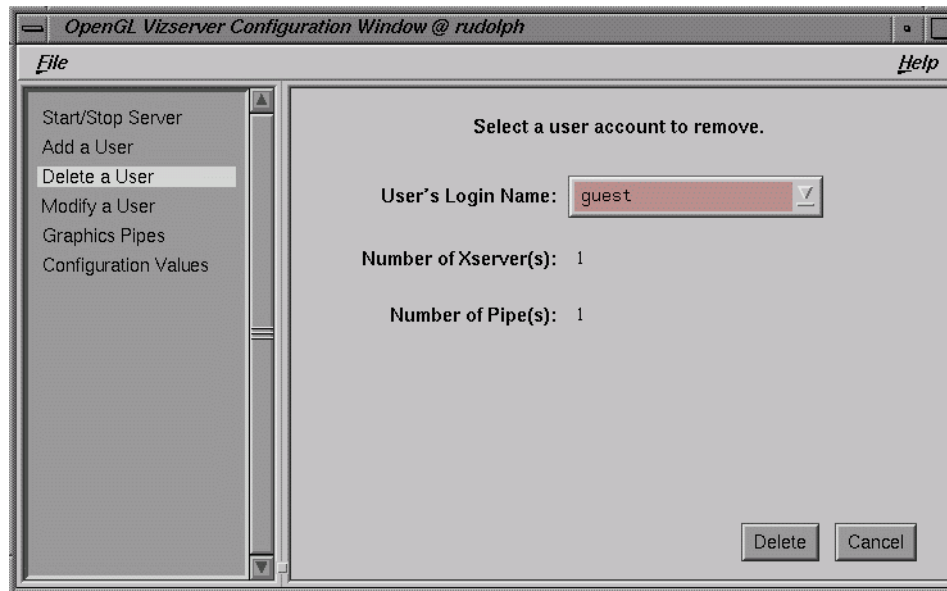 OpenGL Vizserver Configuration Window @ rudolph
File Help
Start/Stop Server
Add a User
Delete a User
Modify a User
Graphics Pipes
Configuration Values
Select a user account to remove.
User's Login Name: guest
Number of Xserver(s): 1
Number of Pipe(s): 1
Delete Cancel